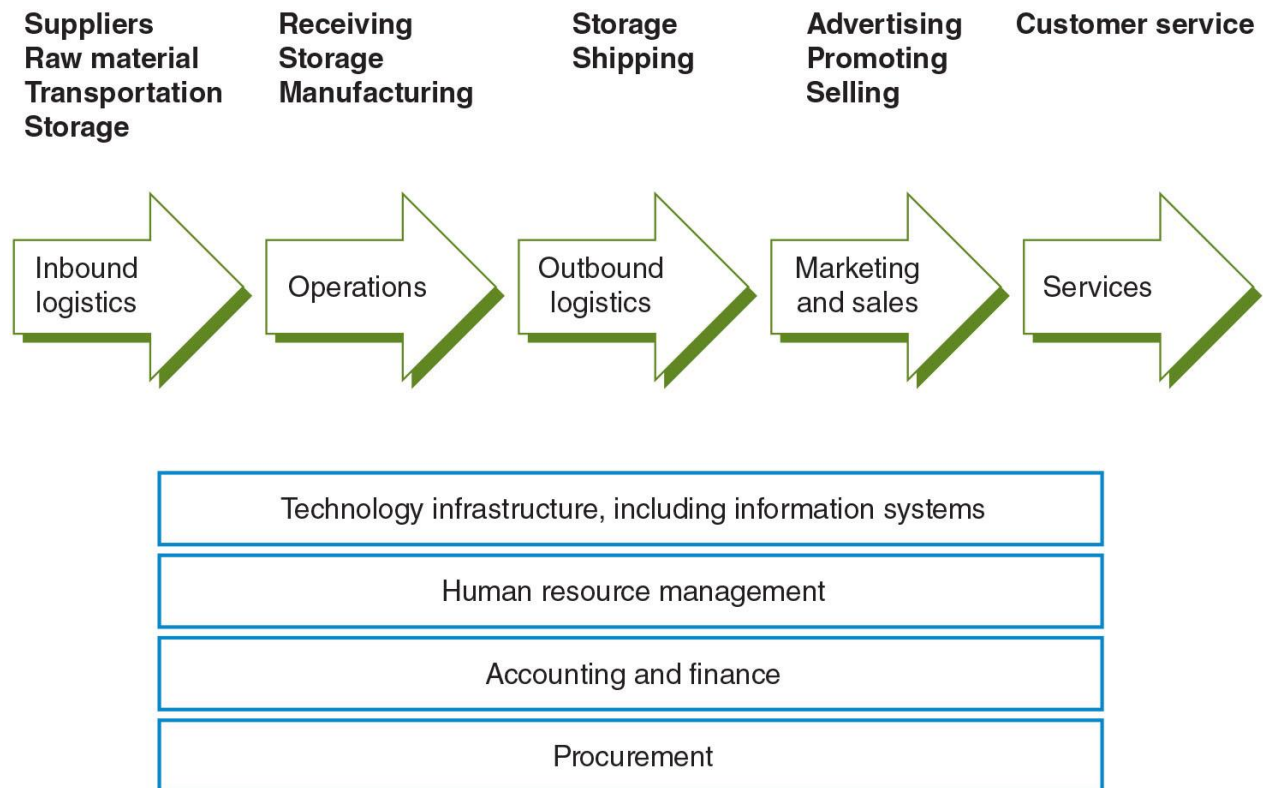 Suppliers
Raw material
Transportation
Storage
Receiving
Storage
Manufacturing
Storage
Shipping
Advertising
Promoting
Selling
Customer service
Inbound
logistics
Operations
Outbound
logistics
Marketing
and sales
Services
Technology infrastructure, including information systems
Human resource management
Accounting and finance
Procurement